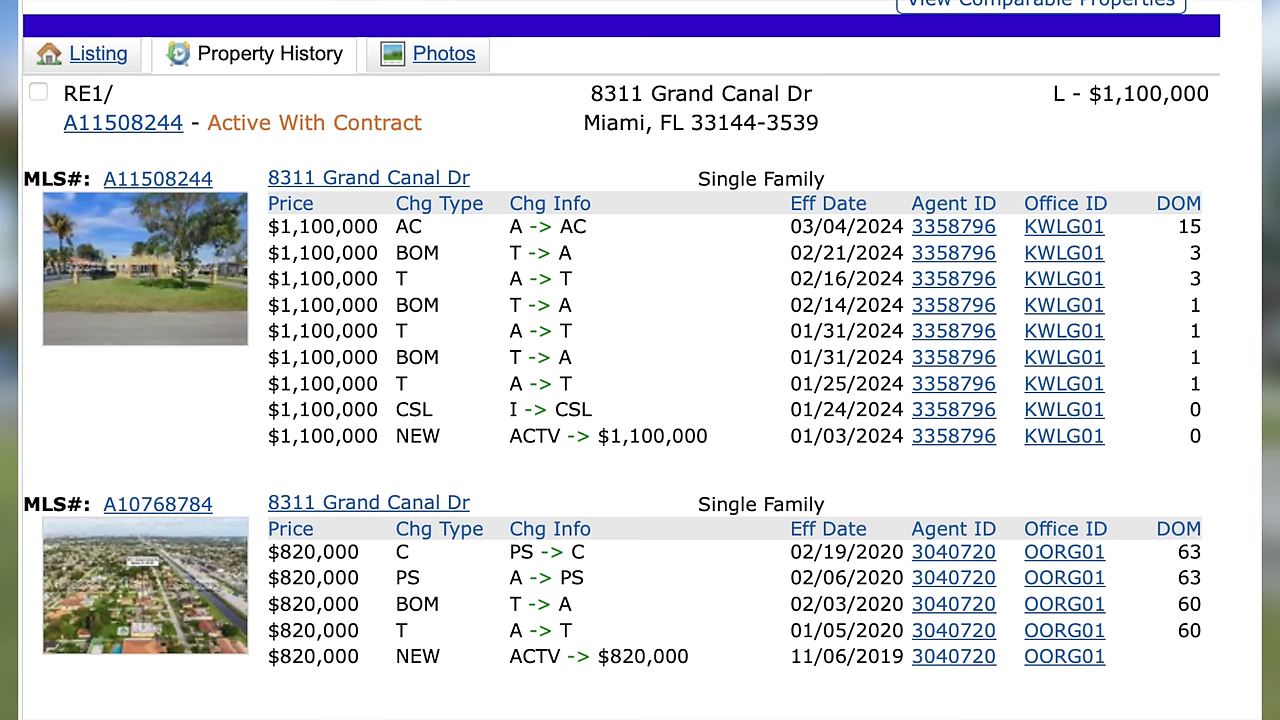 View Comparable Properties
Listing Property History Photos
RE1/ 8311 Grand Canal Dr L - $1,100,000
A11508244 - Active With Contract Miami, FL 33144-3539
MLS#: A11508244 8311 Grand Canal Dr Single Family
Price Chg Type Chg Info Eff Date Agent ID Office ID DOM
$1,100,000 AC A -> AC 03/04/2024 3358796 KWLG01 15
$1,100,000 BOM T -> A 02/21/2024 3358796 KWLG01 3
$1,100,000 T A -> T 02/16/2024 3358796 KWLG01 3
$1,100,000 BOM T -> A 02/14/2024 3358796 KWLG01 1
$1,100,000 T A -> T 01/31/2024 3358796 KWLG01 1
$1,100,000 BOM T -> A 01/31/2024 3358796 KWLG01 1
$1,100,000 T A -> T 01/25/2024 3358796 KWLG01 1
$1,100,000 CSL I -> CSL 01/24/2024 3358796 KWLG01 0
$1,100,000 NEW ACTV -> $1,100,000 01/03/2024 3358796 KWLG01 0
MLS#: A10768784 8311 Grand Canal Dr Single Family
Price Chg Type Chg Info Eff Date Agent ID Office ID DOM
$820,000 C PS -> C 02/19/2020 3040720 OORG01 63
$820,000 PS A -> PS 02/06/2020 3040720 OORG01 63
$820,000 BOM T -> A 02/03/2020 3040720 OORG01 60
$820,000 T A -> T 01/05/2020 3040720 OORG01 60
$820,000 NEW ACTV -> $820,000 11/06/2019 3040720 OORG01